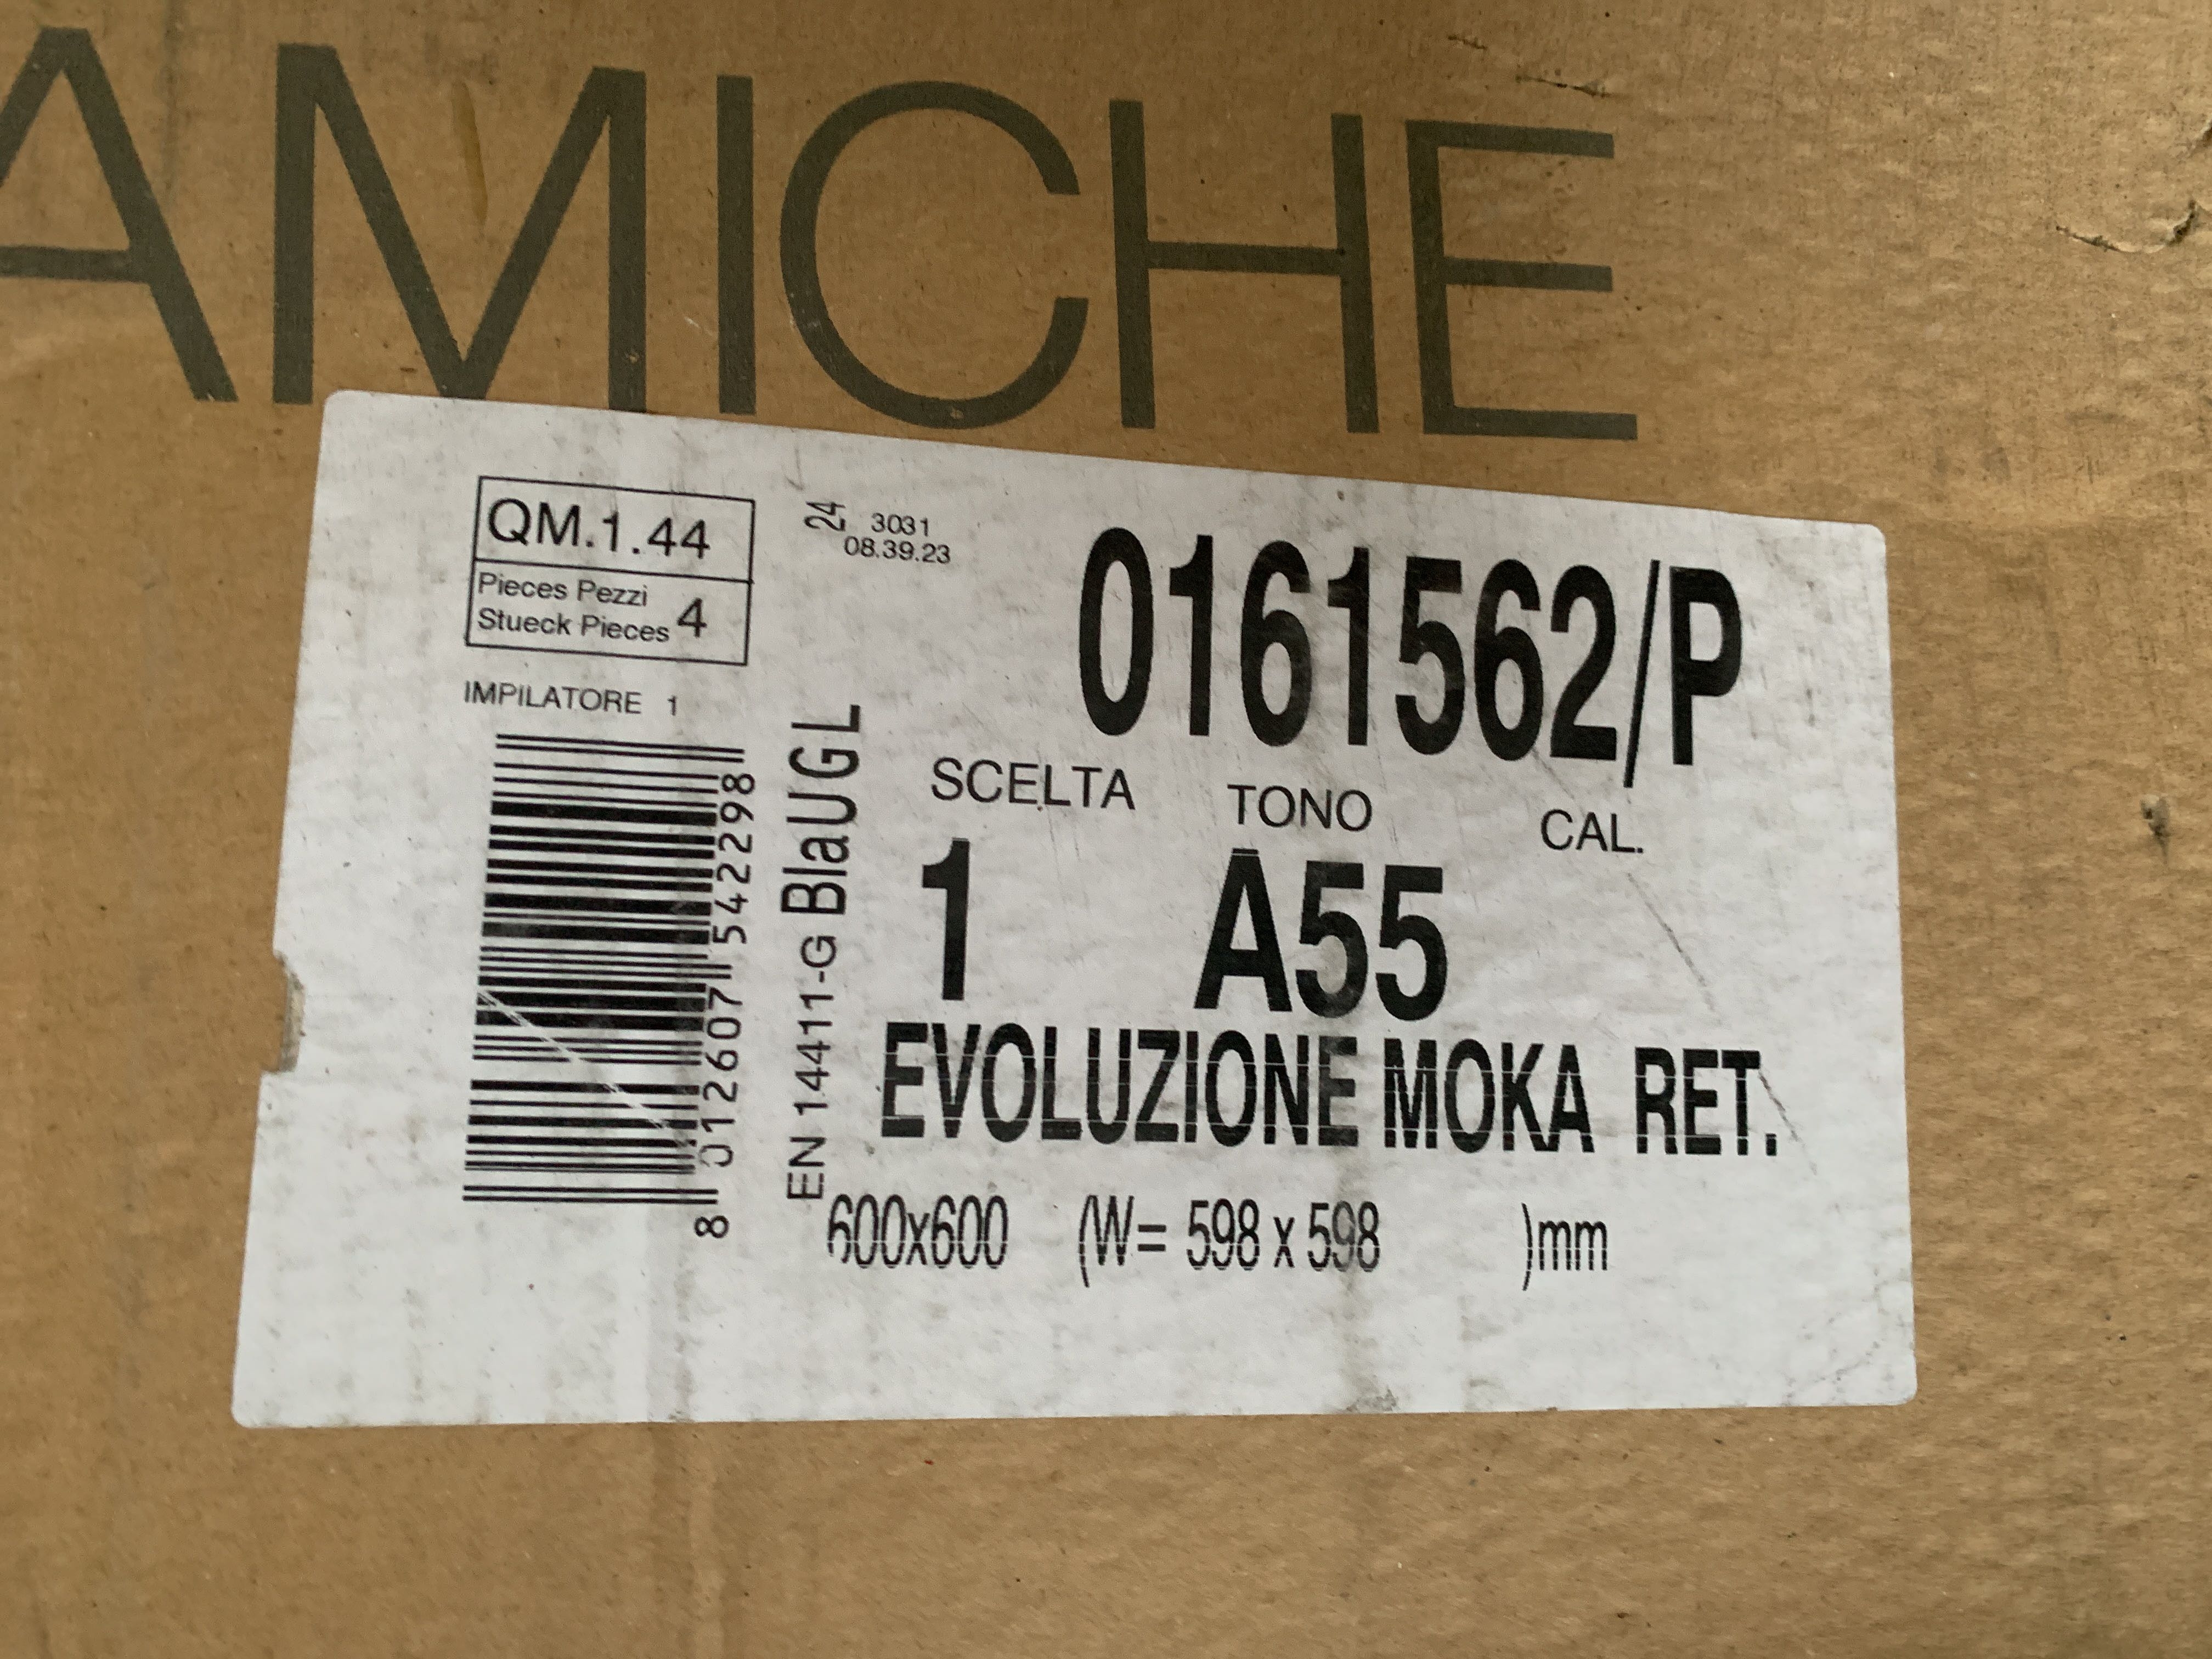 AMICHE
QM.1.44
Pieces Pezzi
Stueck Pieces 4
IMPILATORE 1
24 3031
08.39.23
0161562/P
SCELTA TONO CAL.
1 A55
EVOLUZIONE MOKA RET.
600x600 (W= 598 x 598 )mm
EN 14411-G BIaUGL
8 012607 542298